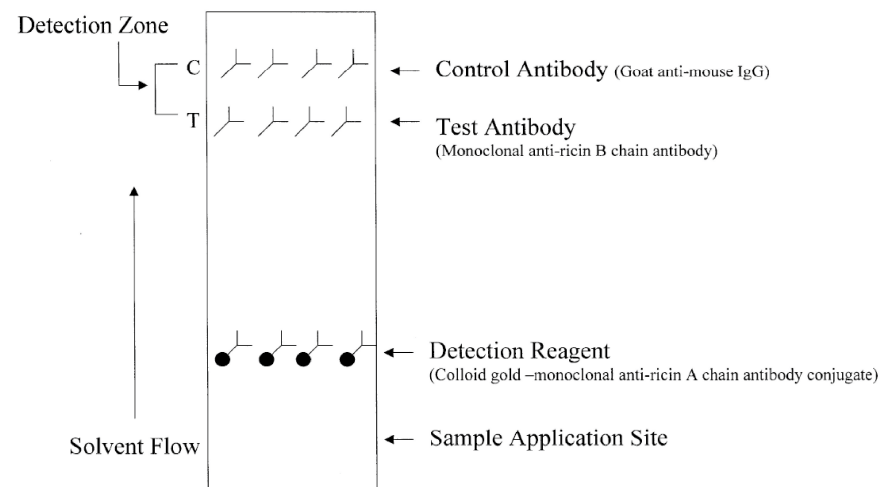 Detection Zone
C
Control Antibody (Goat anti-mouse IgG)
T
Test Antibody
(Monoclonal anti-ricin B chain antibody)
Detection Reagent
(Colloid gold –monoclonal anti-ricin A chain antibody conjugate)
Solvent Flow
Sample Application Site